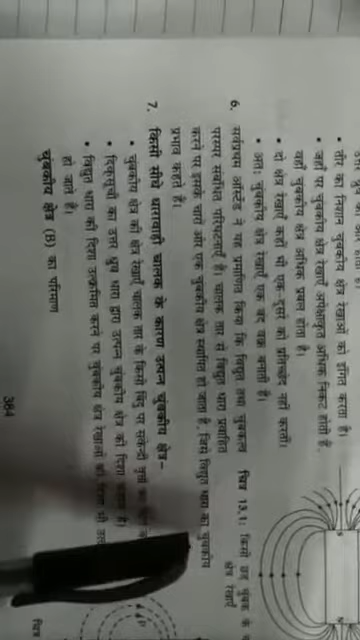 • तीर का निशान चुंबकीय क्षेत्र रेखाओं को इंगित करता है।
• जहाँ पर चुंबकीय क्षेत्र रेखाएँ अपेक्षाकृत अधिक निकट होती हैं,
वहाँ चुंबकीय क्षेत्र अधिक प्रबल होता है।
• दो क्षेत्र रेखाएँ कहीं भी एक दूसरे को प्रतिच्छेद नहीं करतीं।
• अतः चुंबकीय क्षेत्र रेखाएँ एक बंद वक्र बनाती हैं।
चित्र 13.1: किसी छड़ चुंबक के
क्षेत्र रेखाएँ
6. सर्वप्रथम ऑर्स्टेड ने यह प्रमाणित किया कि विद्युत तथा चुंबकत्व
परस्पर संबंधित परिघटनाएँ हैं। चालक तार से विद्युत धारा प्रवाहित
करने पर इसके चारों ओर एक चुंबकीय क्षेत्र स्थापित हो जाता है, जिसे विद्युत धारा का चुंबकीय
प्रभाव कहते हैं।
7. किसी सीधे धारावाही चालक के कारण उत्पन्न चुंबकीय क्षेत्र–
• चुंबकीय क्षेत्र की क्षेत्र रेखाएँ चालक तार के किसी बिंदु पर संकेन्द्री वृत्तों
• दिक्सूची का उत्तर ध्रुव धारा द्वारा उत्पन्न चुंबकीय क्षेत्र की दिशा है।
• विद्युत धारा की दिशा उत्क्रमित करने पर चुंबकीय क्षेत्र रेखाओं की दिशा भी
हो जाते हैं।
चुंबकीय क्षेत्र (B) का परिमाण
P
चित्र
364